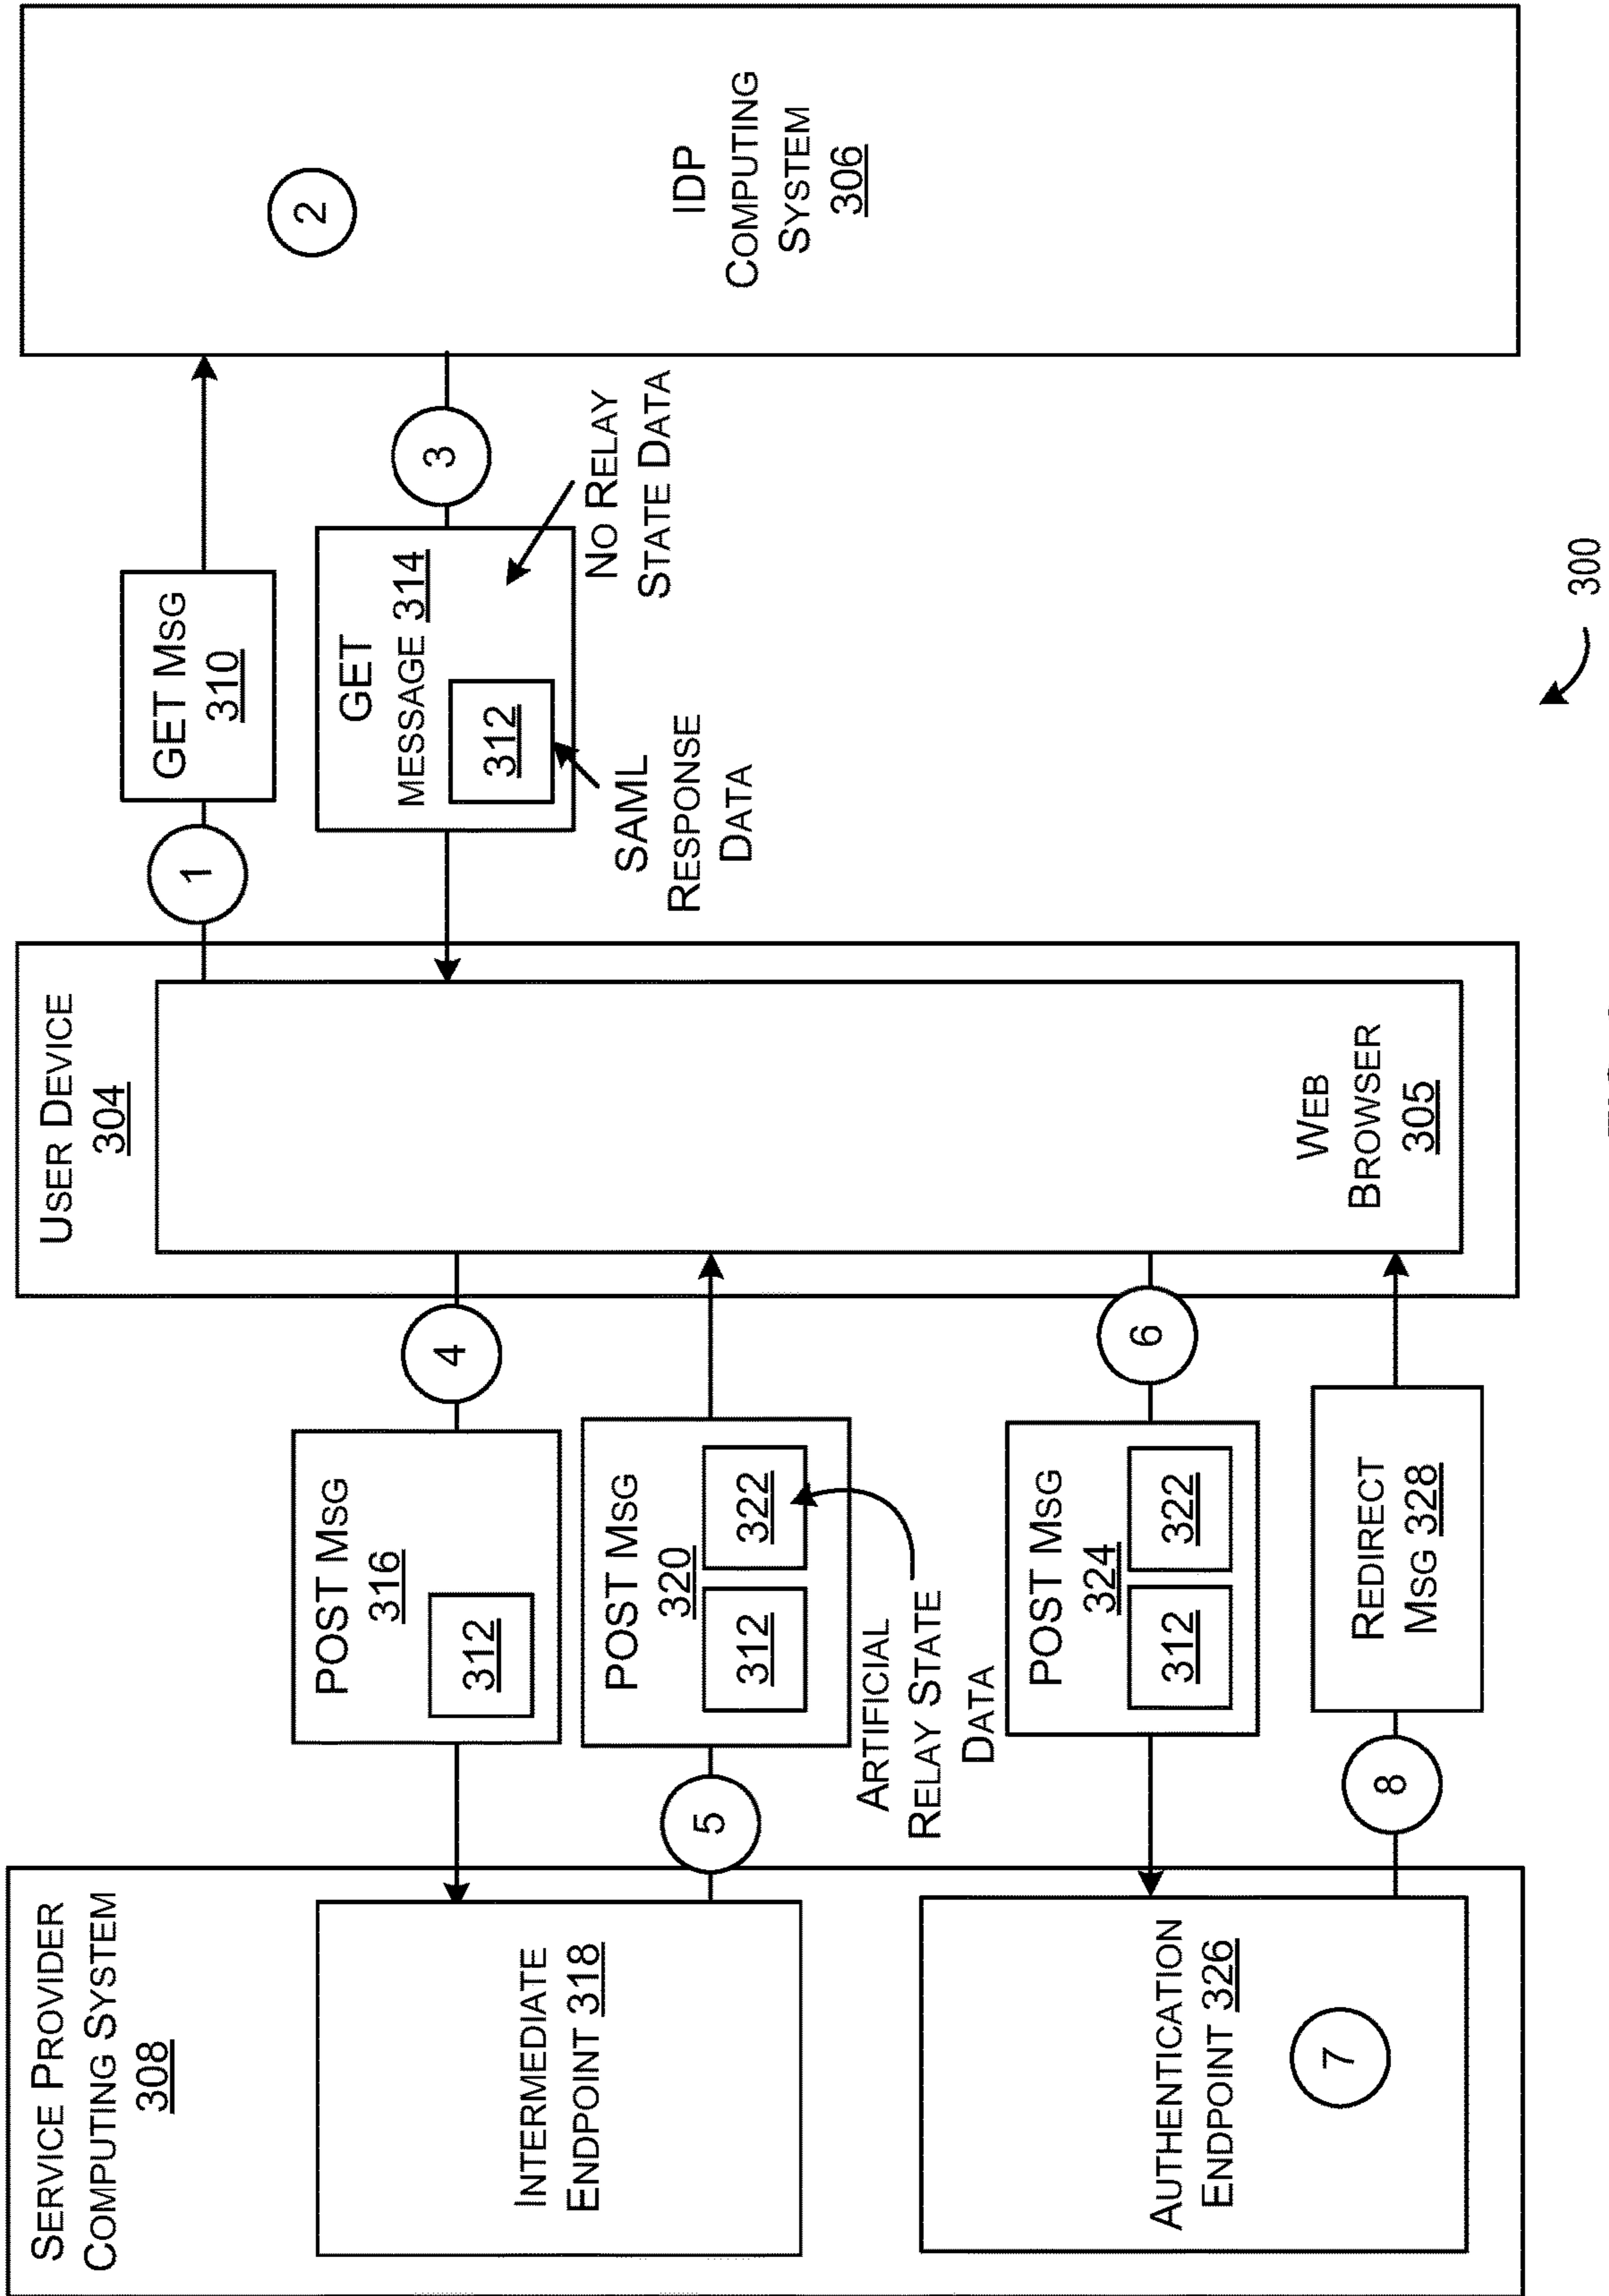 SERVICE PROVIDER
COMPUTING SYSTEM
308
INTERMEDIATE
ENDPOINT 318
AUTHENTICATION
ENDPOINT 326
7
POST MSG
316
312
4
5
POST MSG
320
312
322
ARTIFICIAL
RELAY STATE
DATA
6
POST MSG
324
312
322
8
REDIRECT
MSG 328
USER DEVICE
304
WEB
BROWSER
305
1
GET MSG
310
3
GET
MESSAGE 314
312
NO RELAY
STATE DATA
SAML
RESPONSE
DATA
2
IDP
COMPUTING
SYSTEM
306
300